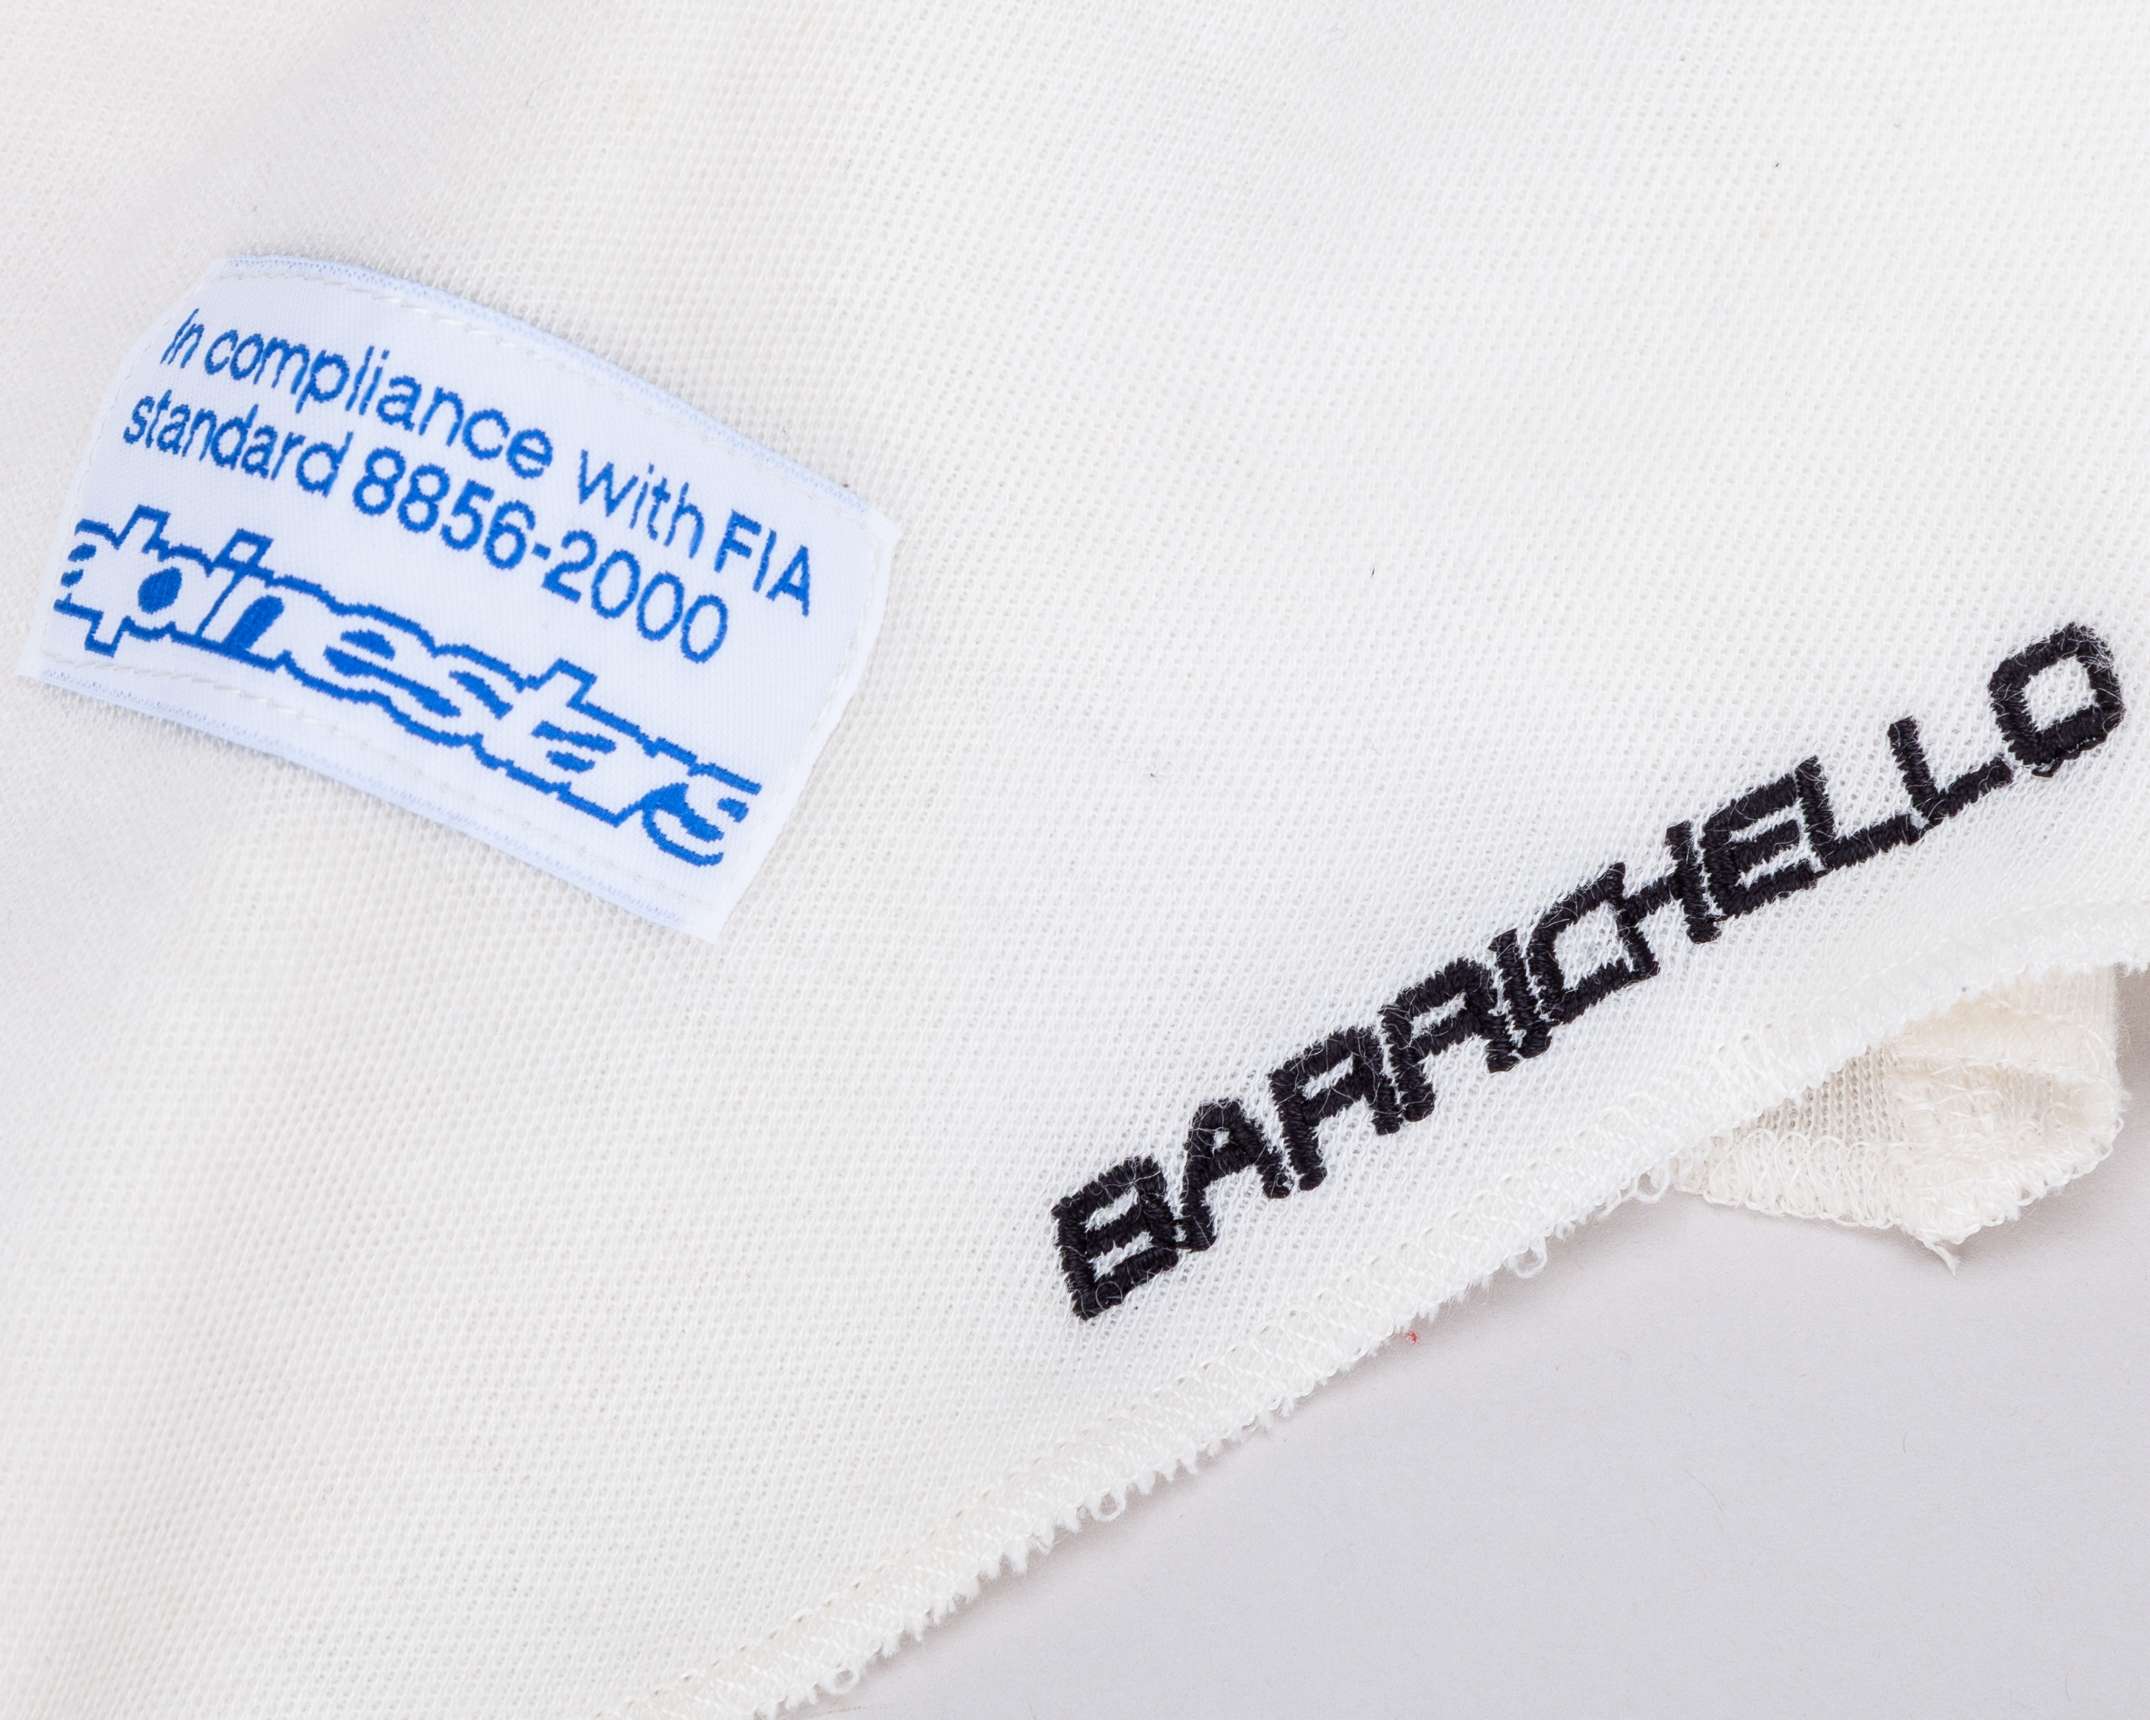 In compliance with FIA
standard 8856-2000
alpinestars
BARRICHELLO